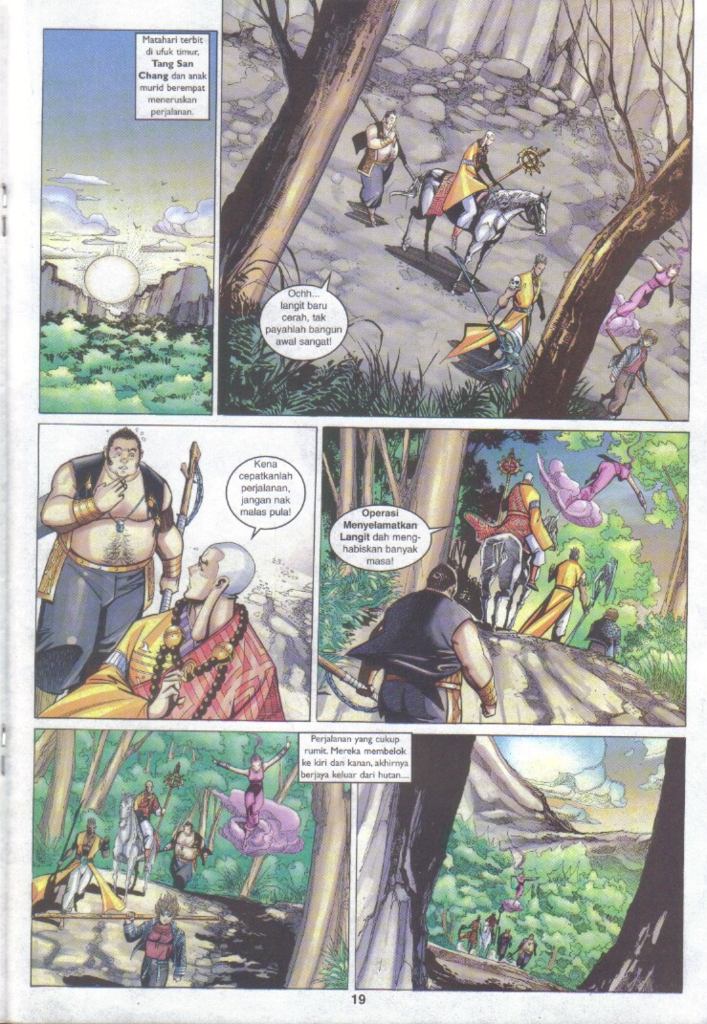 Matahari terbit
di ufuk timur,
Tang San
Chang dan anak
murid berempat
meneruskan
perjalanan.
Ochh...
langit baru
cerah, tak
payahlah bangun
awal sangat!
Kena
cepatkanlah
perjalanan,
jangan nak
malas pula!
Operasi
Menyelamatkan
Langit dah meng-
habiskan banyak
masa!
Perjalanan yang cukup
rumit. Mereka membelok
ke kiri dan kanan, akhirnya
berjaya keluar dari hutan....
19